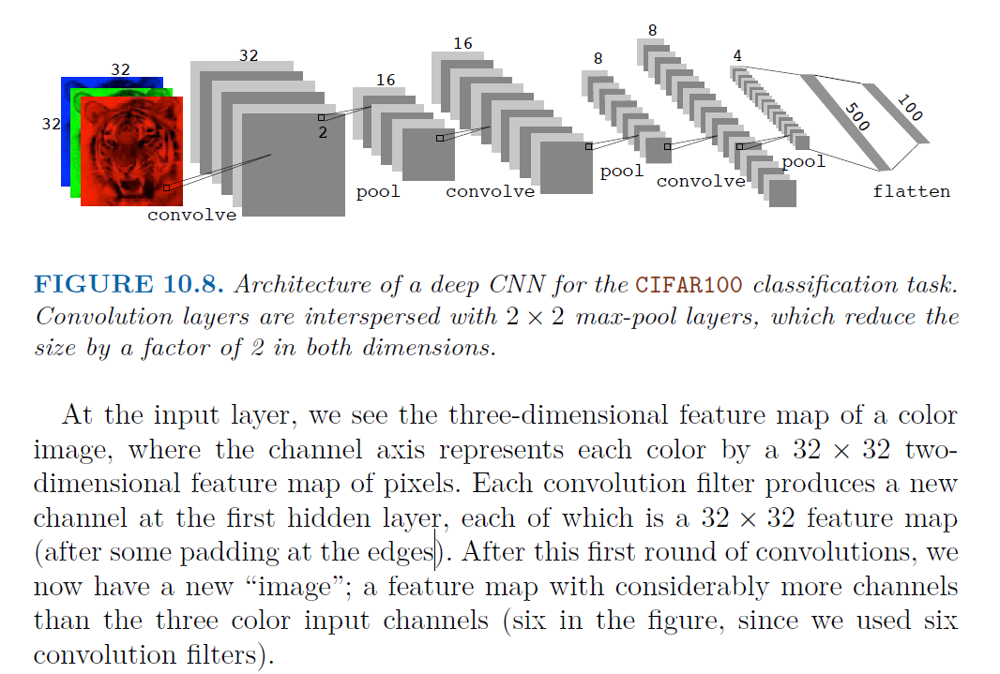 32
32
convolve
32
2
pool
16
convolve
16
pool
8
convolve
8
pool
4
500
100
flatten
FIGURE 10.8. Architecture of a deep CNN for the CIFAR100 classification task.
Convolution layers are interspersed with 2 × 2 max-pool layers, which reduce the
size by a factor of 2 in both dimensions.
At the input layer, we see the three-dimensional feature map of a color
image, where the channel axis represents each color by a 32 × 32 two-
dimensional feature map of pixels. Each convolution filter produces a new
channel at the first hidden layer, each of which is a 32 × 32 feature map
(after some padding at the edges). After this first round of convolutions, we
now have a new “image”; a feature map with considerably more channels
than the three color input channels (six in the figure, since we used six
convolution filters).